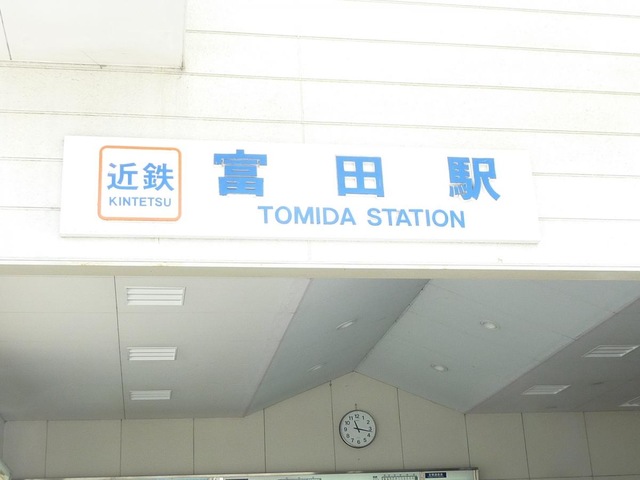 近鉄
KINTETSU
富田駅
TOMIDA STATION